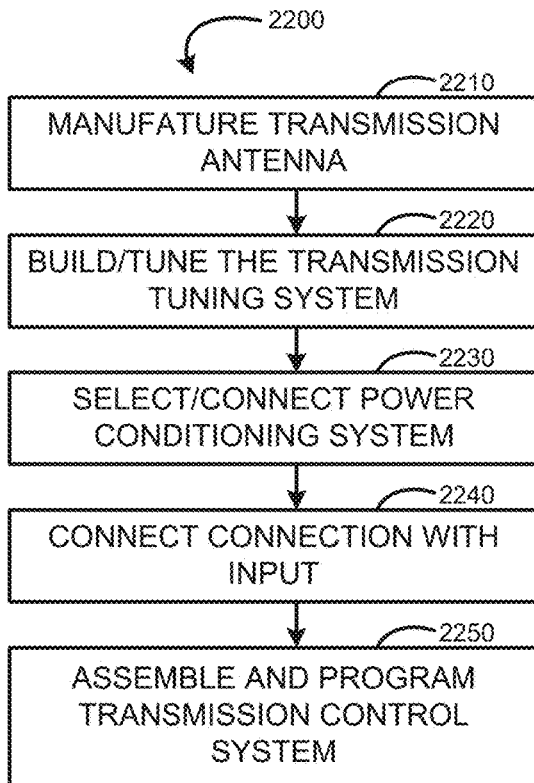 2200
2210
MANUFATURE TRANSMISSION
ANTENNA
2220
BUILD/TUNE THE TRANSMISSION
TUNING SYSTEM
2230
SELECT/CONNECT POWER
CONDITIONING SYSTEM
2240
CONNECT CONNECTION WITH
INPUT
2250
ASSEMBLE AND PROGRAM
TRANSMISSION CONTROL
SYSTEM